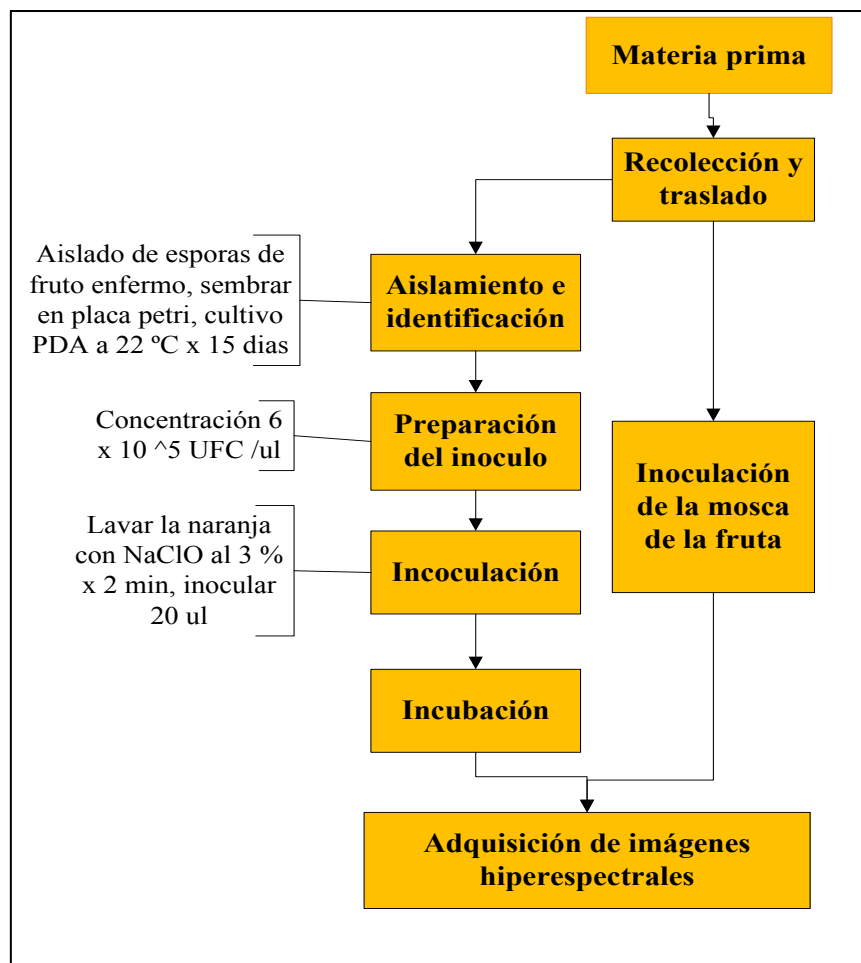 Materia prima
Recolección y
traslado
Aislado de esporas de
fruto enfermo, sembrar
en placa petri, cultivo
PDA a 22 ºC x 15 dias
Aislamiento e
identificación
Concentración 6
x 10 ^5 UFC /ul
Preparación
del inoculo
Inoculación
de la mosca
de la fruta
Lavar la naranja
con NaClO al 3 %
x 2 min, inocular
20 ul
Incoculación
Incubación
Adquisición de imágenes
hiperespectrales